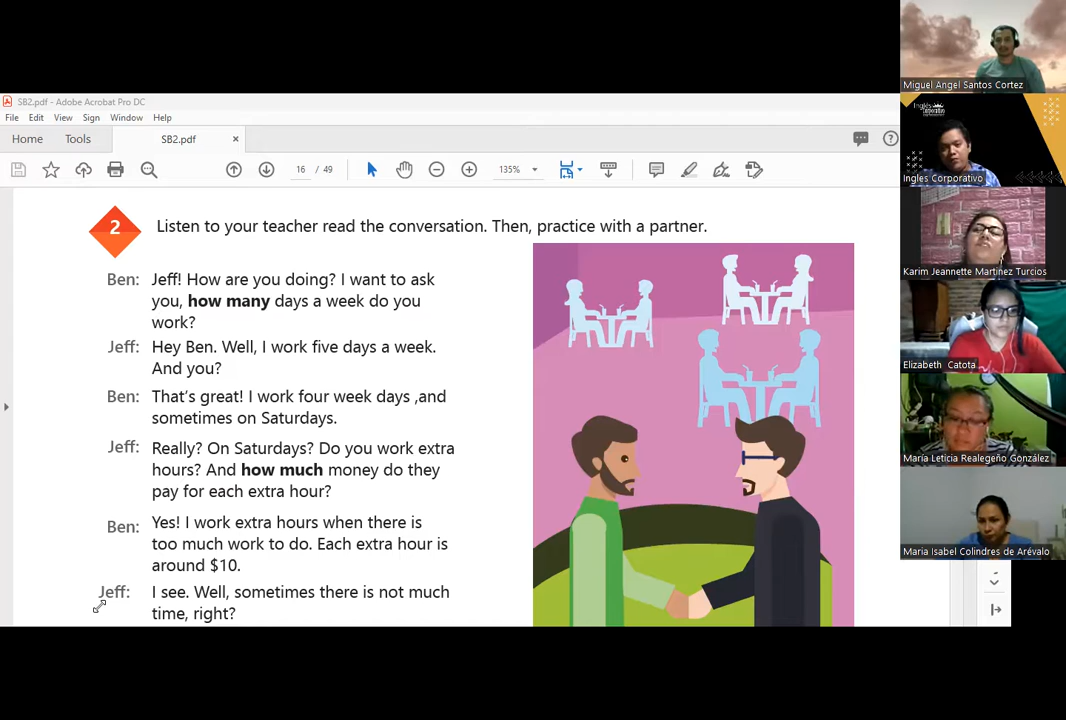 SB2.pdf - Adobe Acrobat Pro DC
File Edit View Sign Window Help
Home Tools SB2.pdf ×
16 / 49 135%
2 Listen to your teacher read the conversation. Then, practice with a partner.
Ben: Jeff! How are you doing? I want to ask
you, how many days a week do you
work?
Jeff: Hey Ben. Well, I work five days a week.
And you?
Ben: That's great! I work four week days ,and
sometimes on Saturdays.
Jeff: Really? On Saturdays? Do you work extra
hours? And how much money do they
pay for each extra hour?
Ben: Yes! I work extra hours when there is
too much work to do. Each extra hour is
around $10.
Jeff: I see. Well, sometimes there is not much
time, right?
Miguel Angel Santos Cortez
Inglés
Corporativo
Ingles Corporativo
Karim Jeannette Martinez Turcios
Elizabeth Catota
María Leticia Realegeño González
Maria Isabel Colindres de Arévalo